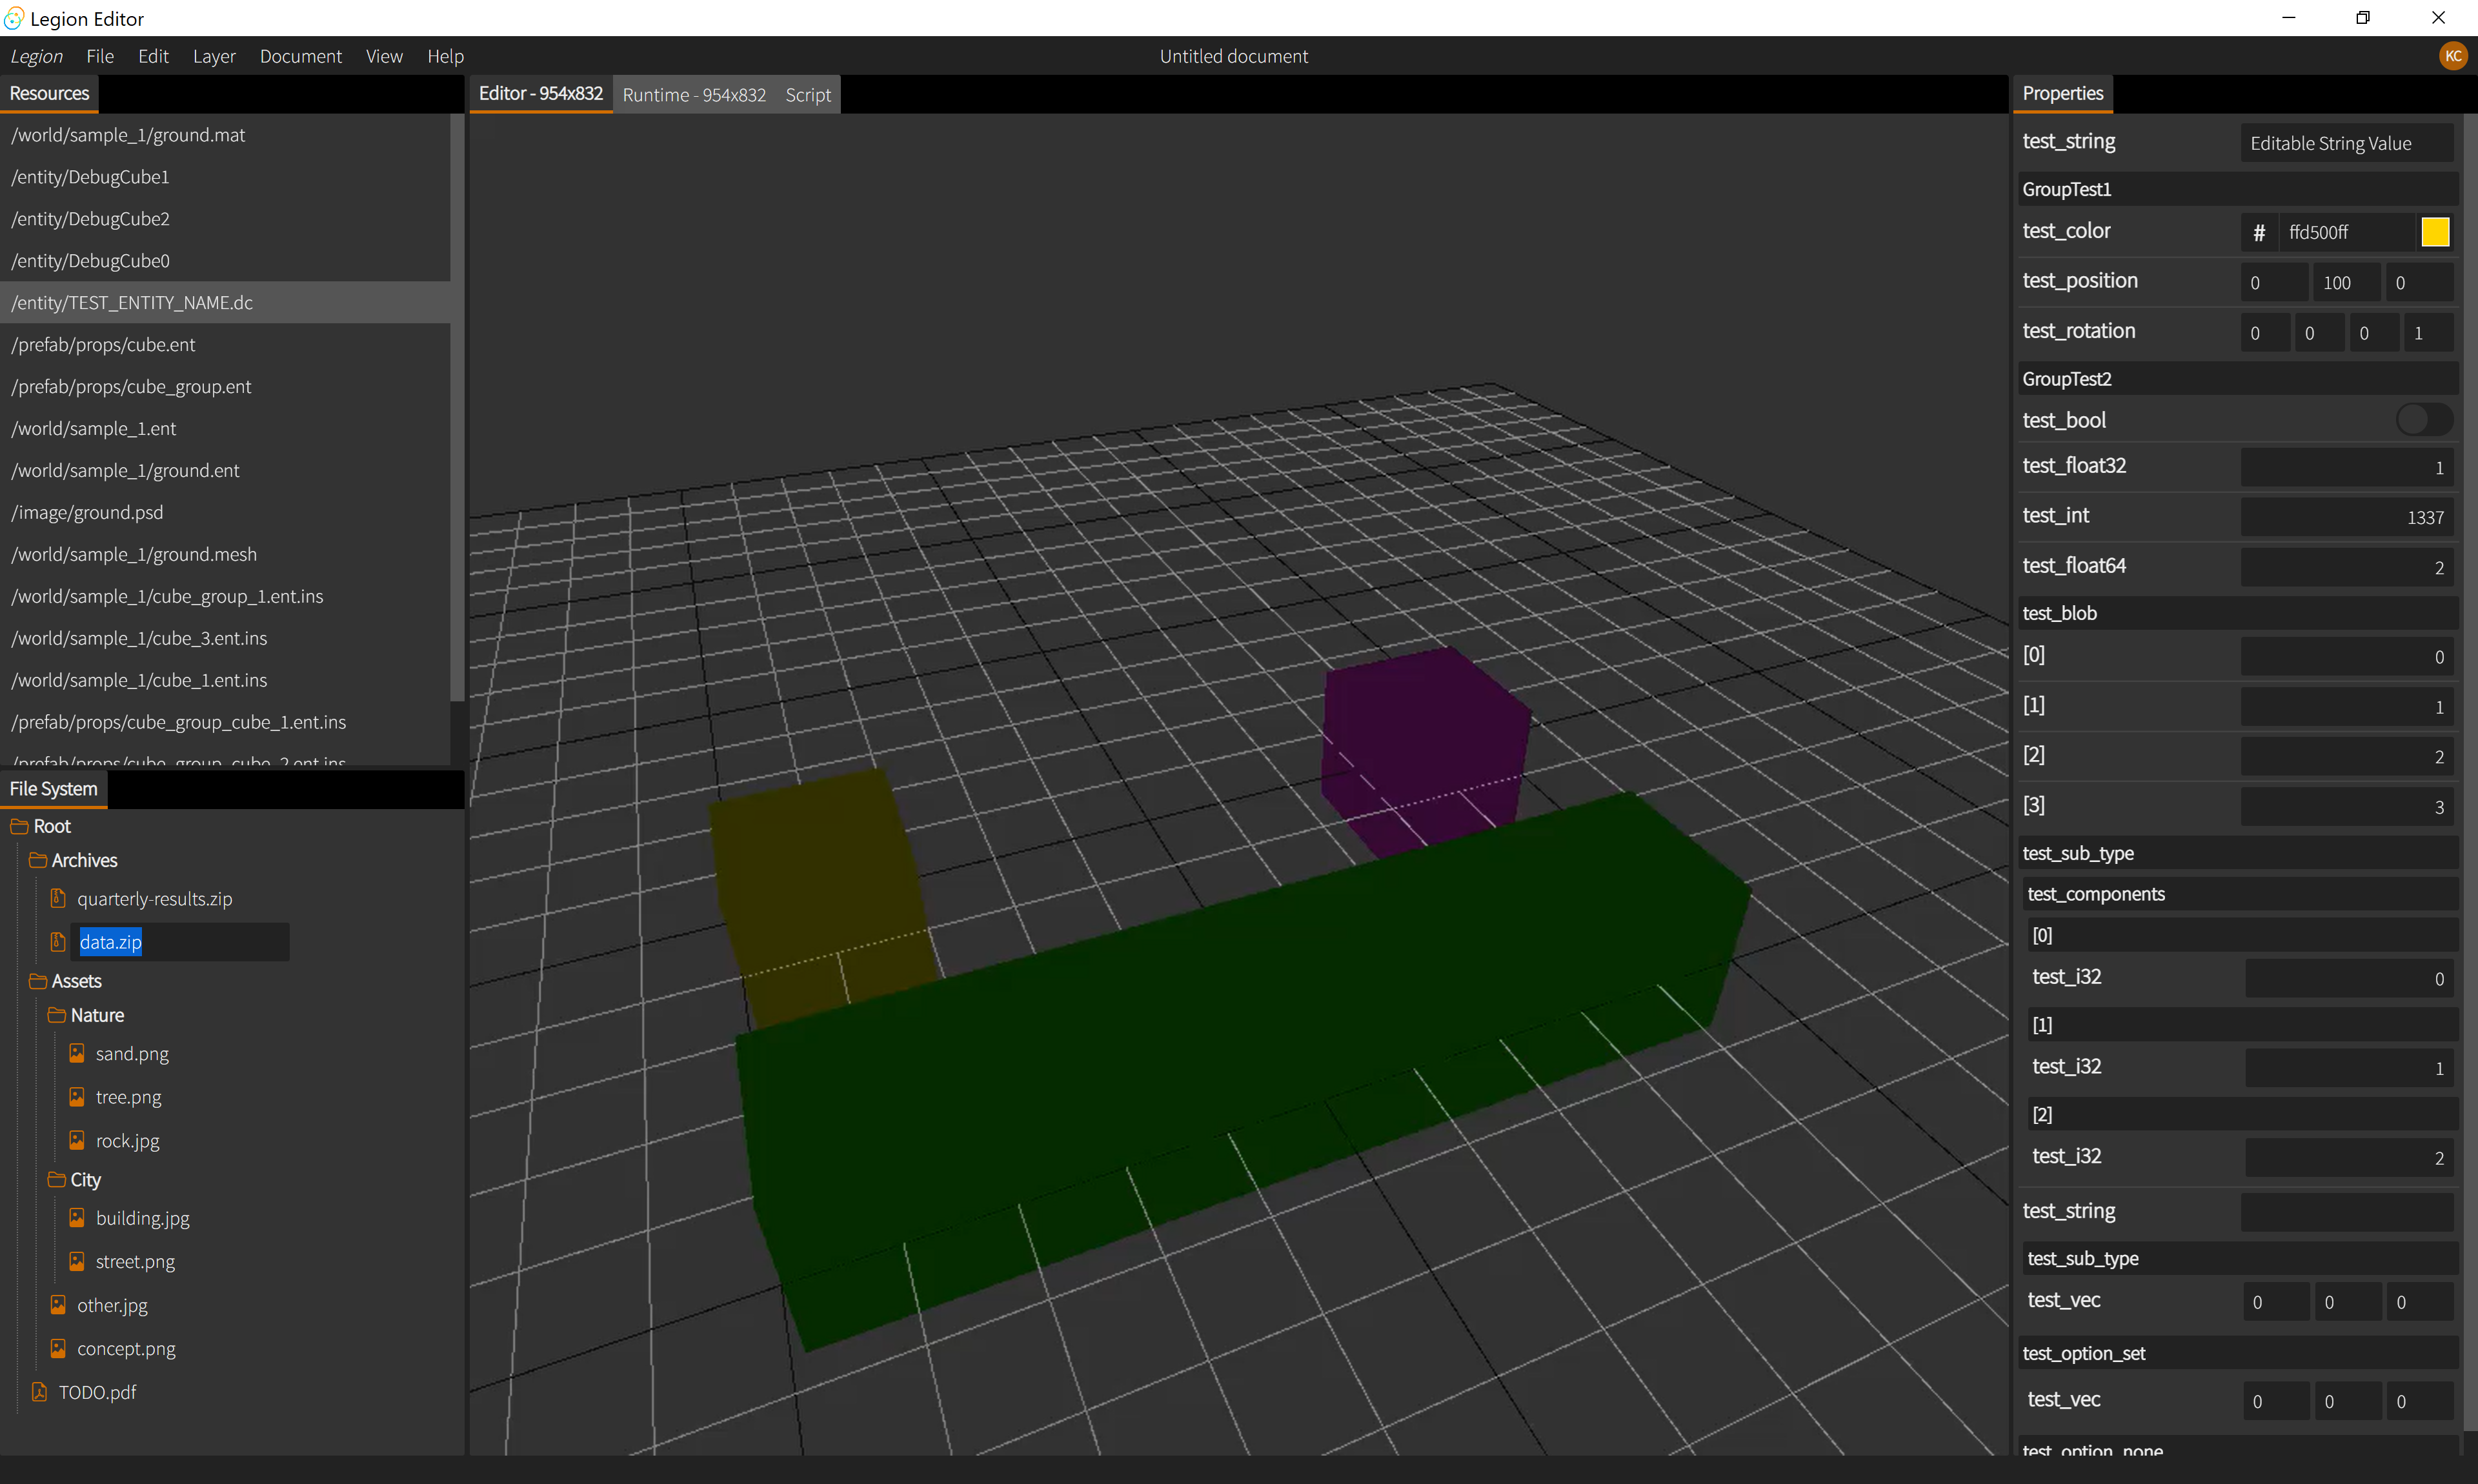 Legion Editor
Legion File Edit Layer Document View Help
Untitled document
KC
Resources
/world/sample_1/ground.mat
/entity/DebugCube1
/entity/DebugCube2
/entity/DebugCube0
/entity/TEST_ENTITY_NAME.dc
/prefab/props/cube.ent
/prefab/props/cube_group.ent
/world/sample_1.ent
/world/sample_1/ground.ent
/image/ground.psd
/world/sample_1/ground.mesh
/world/sample_1/cube_group_1.ent.ins
/world/sample_1/cube_3.ent.ins
/world/sample_1/cube_1.ent.ins
/prefab/props/cube_group_cube_1.ent.ins
/prefab/props/cube_group_cube_2.ent.ins
File System
Root
Archives
quarterly-results.zip
data.zip
Assets
Nature
sand.png
tree.png
rock.jpg
City
building.jpg
street.png
other.jpg
concept.png
TODO.pdf
Editor - 954x832 Runtime - 954x832 Script
Properties
test_string Editable String Value
GroupTest1
test_color # ffd500ff
test_position 0 100 0
test_rotation 0 0 0 1
GroupTest2
test_bool
test_float32 1
test_int 1337
test_float64 2
test_blob
[0] 0
[1] 1
[2] 2
[3] 3
test_sub_type
test_components
[0]
test_i32 0
[1]
test_i32 1
[2]
test_i32 2
test_string
test_sub_type
test_vec 0 0 0
test_option_set
test_vec 0 0 0
test_option_none